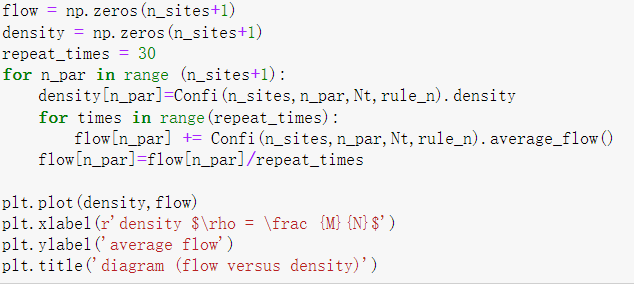 flow = np.zeros(n_sites+1)
density = np.zeros(n_sites+1)
repeat_times = 30
for n_par in range (n_sites+1):
    density[n_par]=Confi(n_sites,n_par,Nt,rule_n).density
    for times in range(repeat_times):
        flow[n_par] += Confi(n_sites,n_par,Nt,rule_n).average_flow()
    flow[n_par]=flow[n_par]/repeat_times

plt.plot(density,flow)
plt.xlabel(r'density $\rho = \frac {M}{N}$')
plt.ylabel('average flow')
plt.title('diagram (flow versus density)')